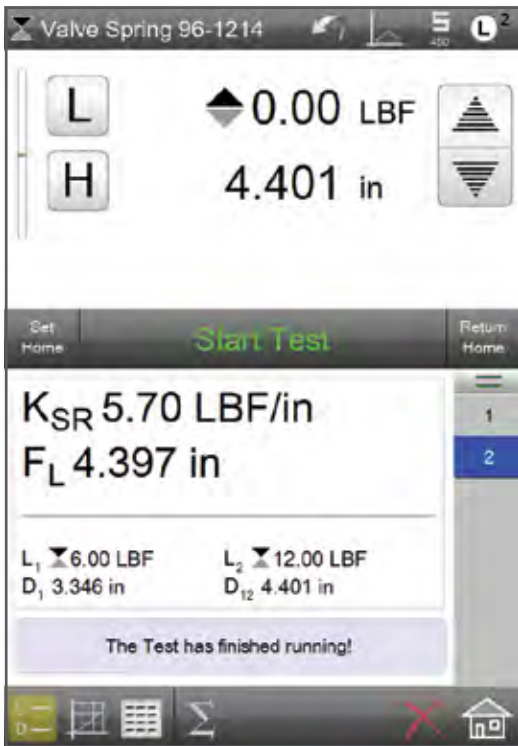 Valve Spring 96-1214 L 2
L 0.00 LBF
H 4.401 in
Set Home Start Test Return Home
KSR 5.70 LBF/in 1
FL 4.397 in 2
L1 6.00 LBF L2 12.00 LBF
D1 3.346 in D12 4.401 in
The Test has finished running!
L
D
Σ